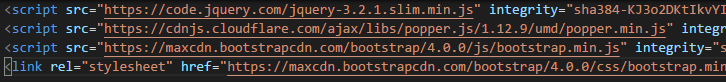 <script src="https://code.jquery.com/jquery-3.2.1.slim.min.js" integrity="sha384-KJ3o2DKtIkvYI
<script src="https://cdnjs.cloudflare.com/ajax/libs/popper.js/1.12.9/umd/popper.min.js" integr
<script src="https://maxcdn.bootstrapcdn.com/bootstrap/4.0.0/js/bootstrap.min.js" integrity="s
<link rel="stylesheet" href="https://maxcdn.bootstrapcdn.com/bootstrap/4.0.0/css/bootstrap.min